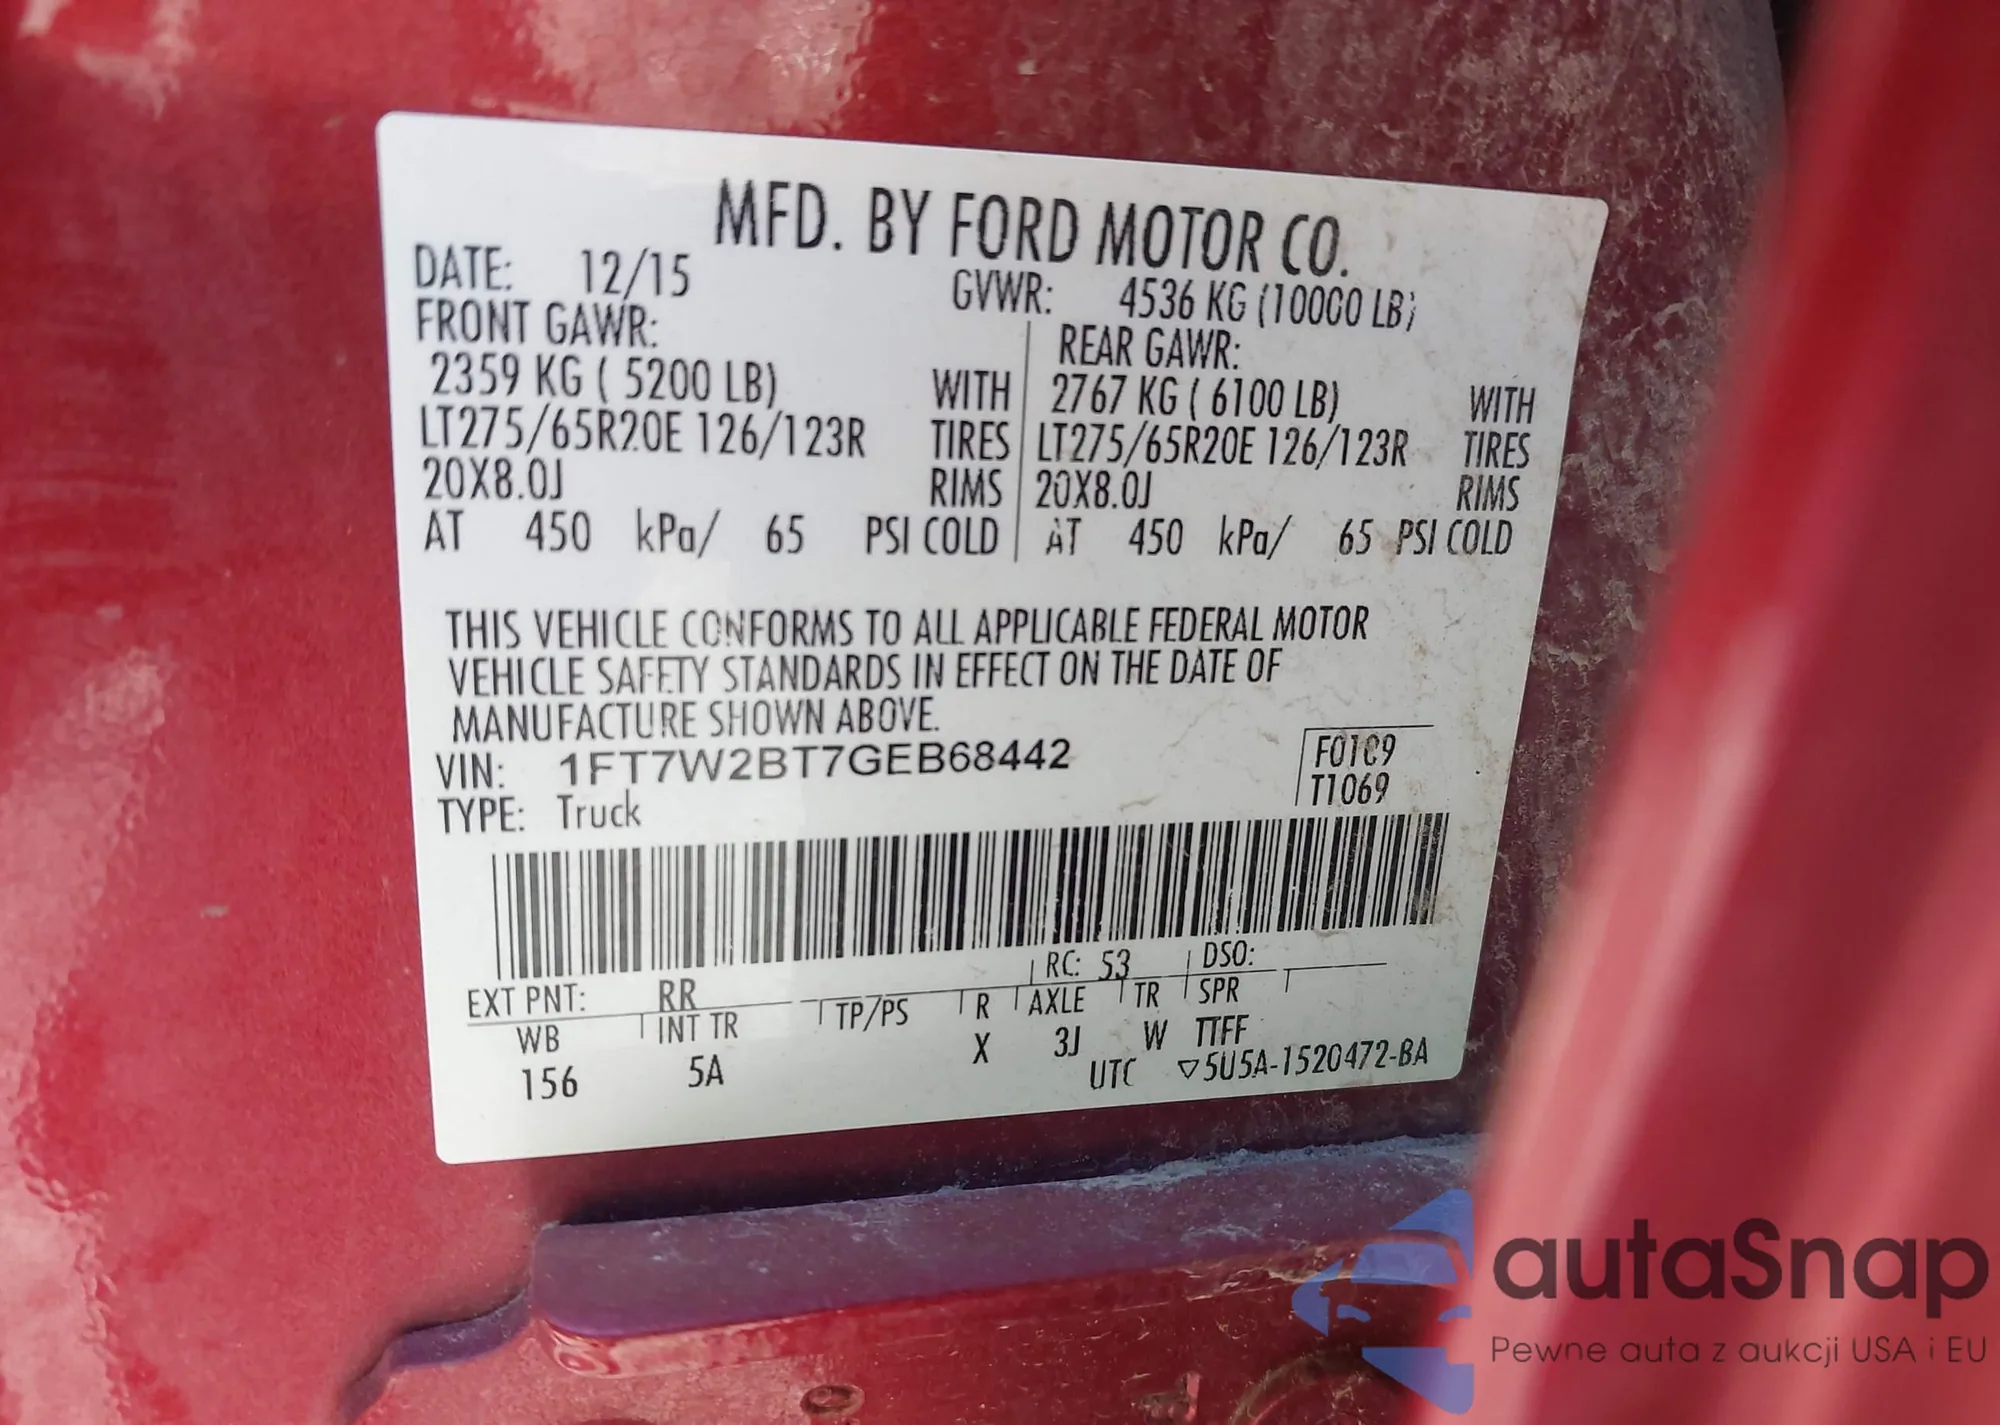 MFD. BY FORD MOTOR CO.
DATE: 12/15 GVWR: 4536 KG (10000 LB)
FRONT GAWR: REAR GAWR:
2359 KG ( 5200 LB) WITH 2767 KG ( 6100 LB) WITH
LT275/65R20E 126/123R TIRES LT275/65R20E 126/123R TIRES
20X8.0J RIMS 20X8.0J RIMS
AT 450 kPa/ 65 PSI COLD AT 450 kPa/ 65 PSI COLD
THIS VEHICLE CONFORMS TO ALL APPLICABLE FEDERAL MOTOR
VEHICLE SAFETY STANDARDS IN EFFECT ON THE DATE OF
MANUFACTURE SHOWN ABOVE.
VIN: 1FT7W2BT7GEB68442 F0109
TYPE: Truck T1069
EXT PNT: RR RC: 53 DSO:
WB INT TR TP/PS R AXLE TR SPR
156 5A X 3J W TTFF
UTC ▽5U5A-1520472-BA
autaSnap
Pewne auta z aukcji USA i EU